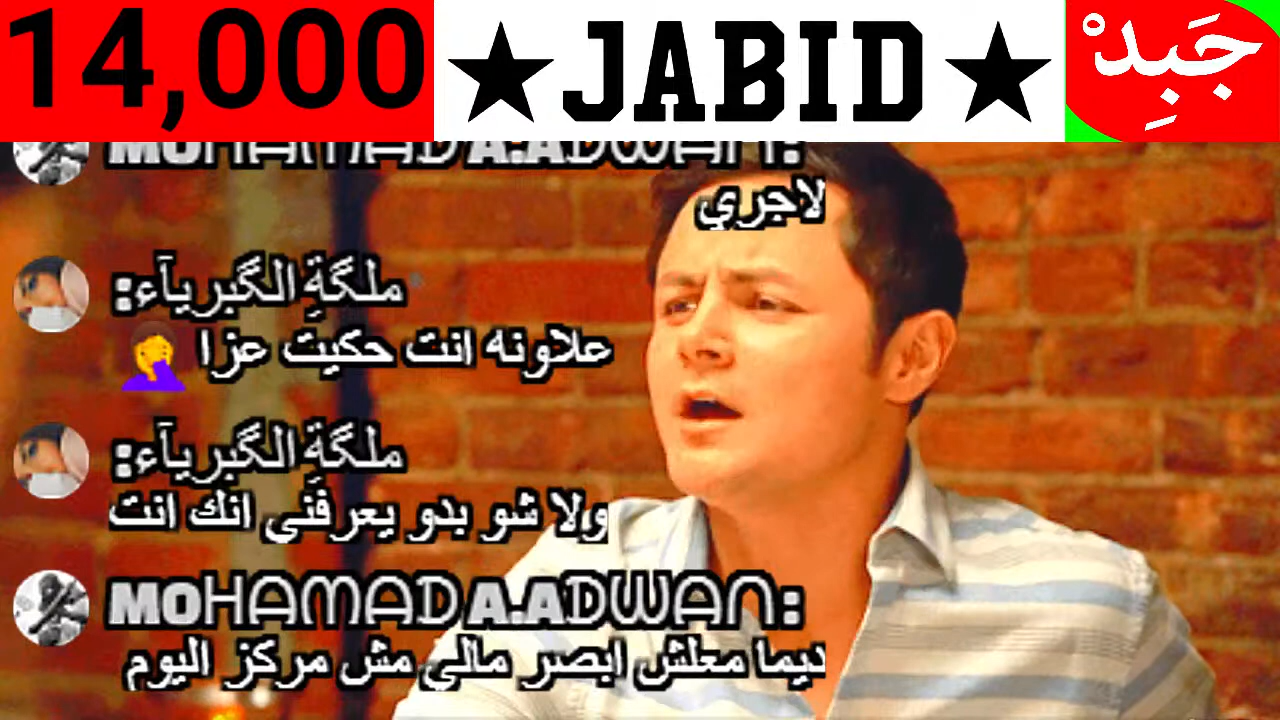 14,000
★JABID★
جَبِدْ
MOHAMAD A.ADWAN:
لاجري
ملگةِ الگبريآء:
علاونه انت حكيت عزا 🤦
ملگةِ الگبريآء:
ولا شو بدو يعرفني انك انت
MOHAMAD A.ADWAN:
ديما معلش ابصر مالي مش مركز اليوم